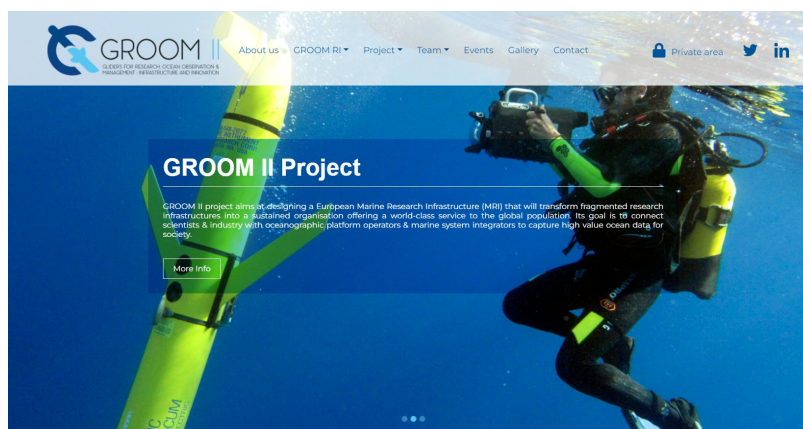 GROOM II
GLIDERS FOR RESEARCH OCEAN OBSERVATION &
MANAGEMENT: INFRASTRUCTURE AND INNOVATION
About us GROOM RI Project Team Events Gallery Contact Private area
GROOM II Project
GROOM II project aims at designing a European Marine Research Infrastructure (MRI) that will transform fragmented research
infrastructures into a sustained organisation offering a world-class service to the global population. Its goal is to connect
scientists & industry with oceanographic platform operators & marine system integrators to capture high value ocean data for
society.
More Info